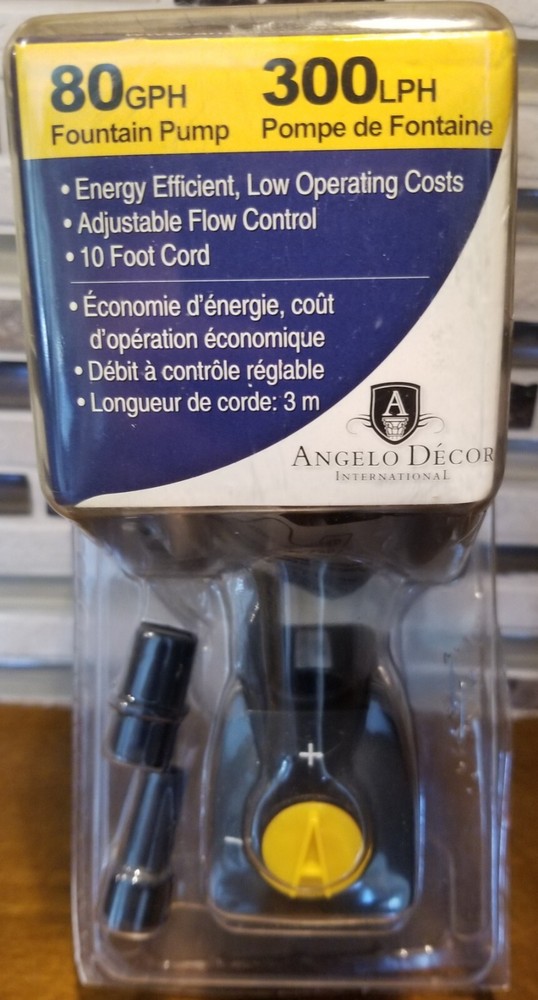 80GPH 300LPH
Fountain Pump Pompe de Fontaine
• Energy Efficient, Low Operating Costs
• Adjustable Flow Control
• 10 Foot Cord
• Économie d'énergie, coût
d'opération économique
• Débit à contrôle réglable
• Longueur de corde: 3 m
A
ANGELO DÉCOR
INTERNATIONAL
+